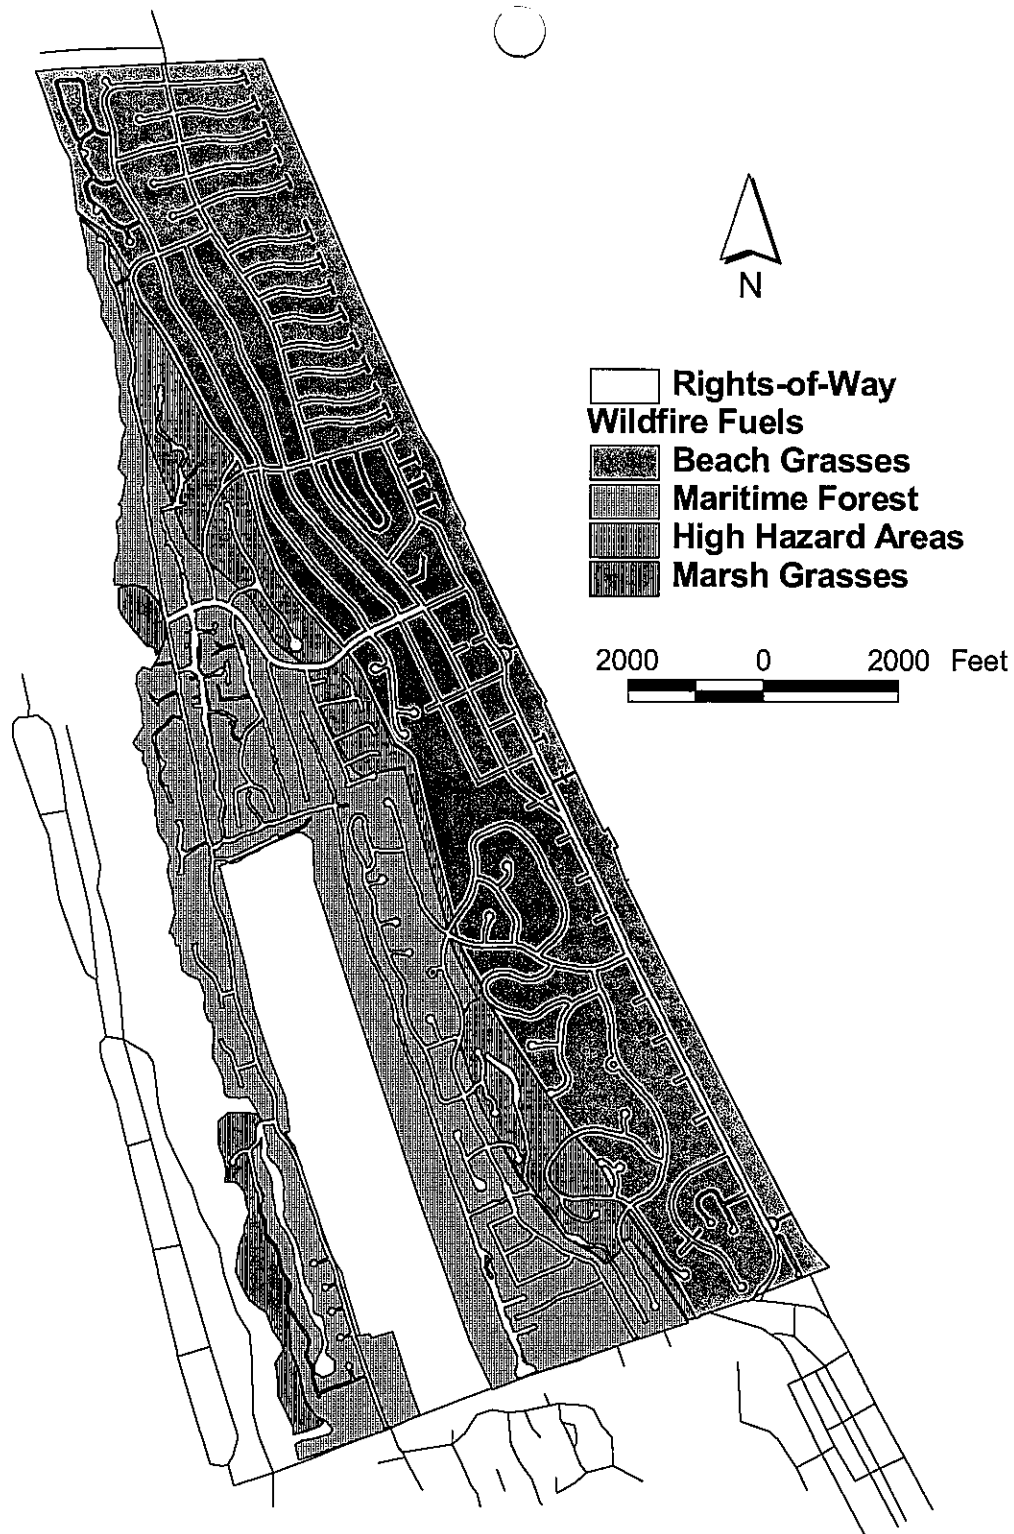 N
Rights-of-Way
Wildfire Fuels
Beach Grasses
Maritime Forest
High Hazard Areas
Marsh Grasses
2000 0 2000 Feet